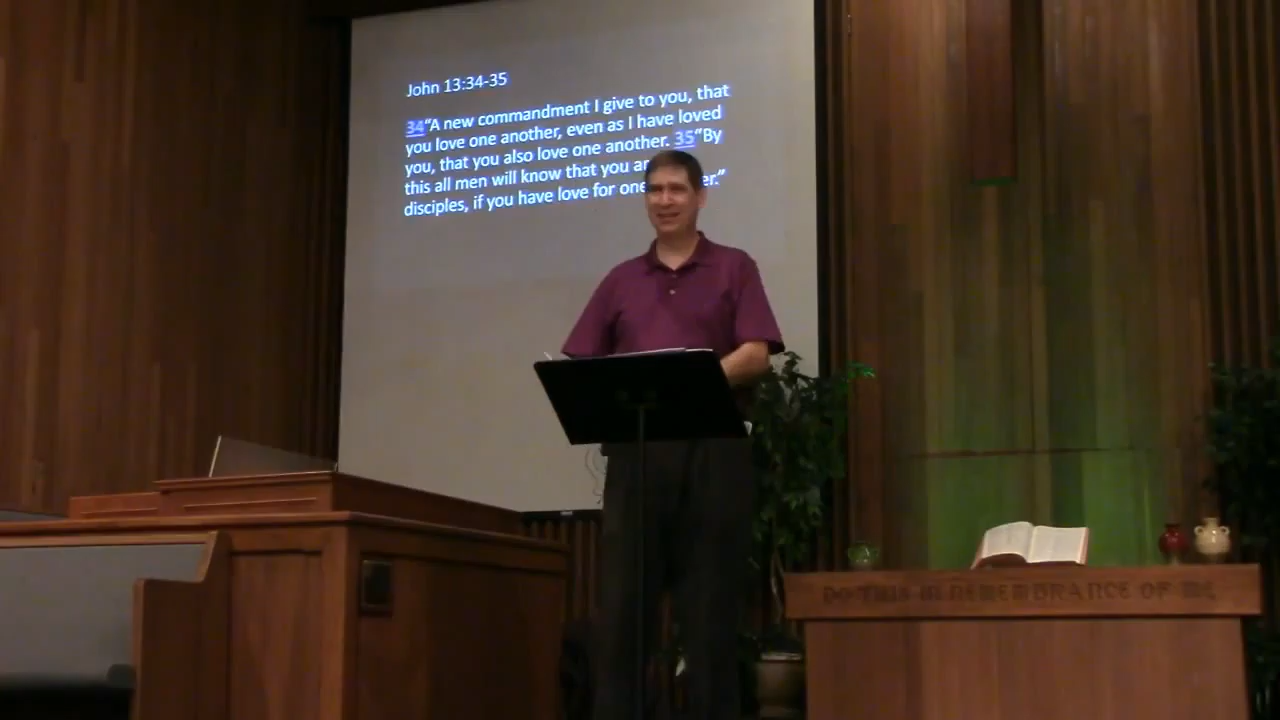 John 13:34-35
34“A new commandment I give to you, that
you love one another, even as I have loved
you, that you also love one another. 35“By
this all men will know that you
disciples, if you have love for one
DO THIS IN REMEMBRANCE OF ME